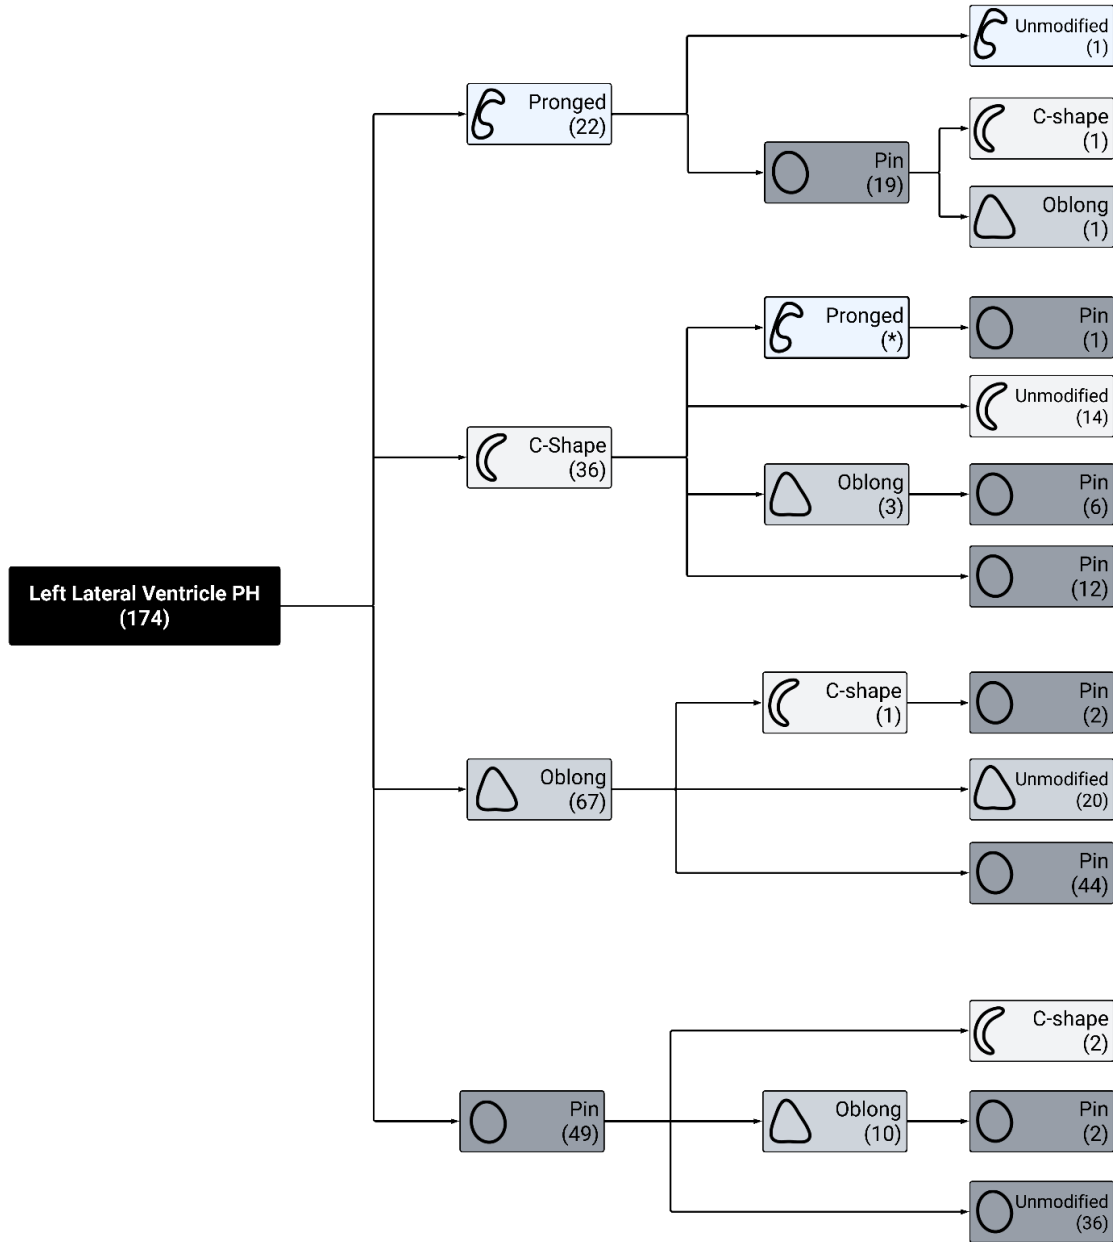 Unmodified
(1)
Pronged
(22)
C-shape
(1)
Pin
(19)
Oblong
(1)
Pronged
(*)
Pin
(1)
Unmodified
(14)
C-Shape
(36)
Oblong
(3)
Pin
(6)
Pin
(12)
Left Lateral Ventricle PH
(174)
C-shape
(1)
Pin
(2)
Oblong
(67)
Unmodified
(20)
Pin
(44)
C-shape
(2)
Pin
(49)
Oblong
(10)
Pin
(2)
Unmodified
(36)